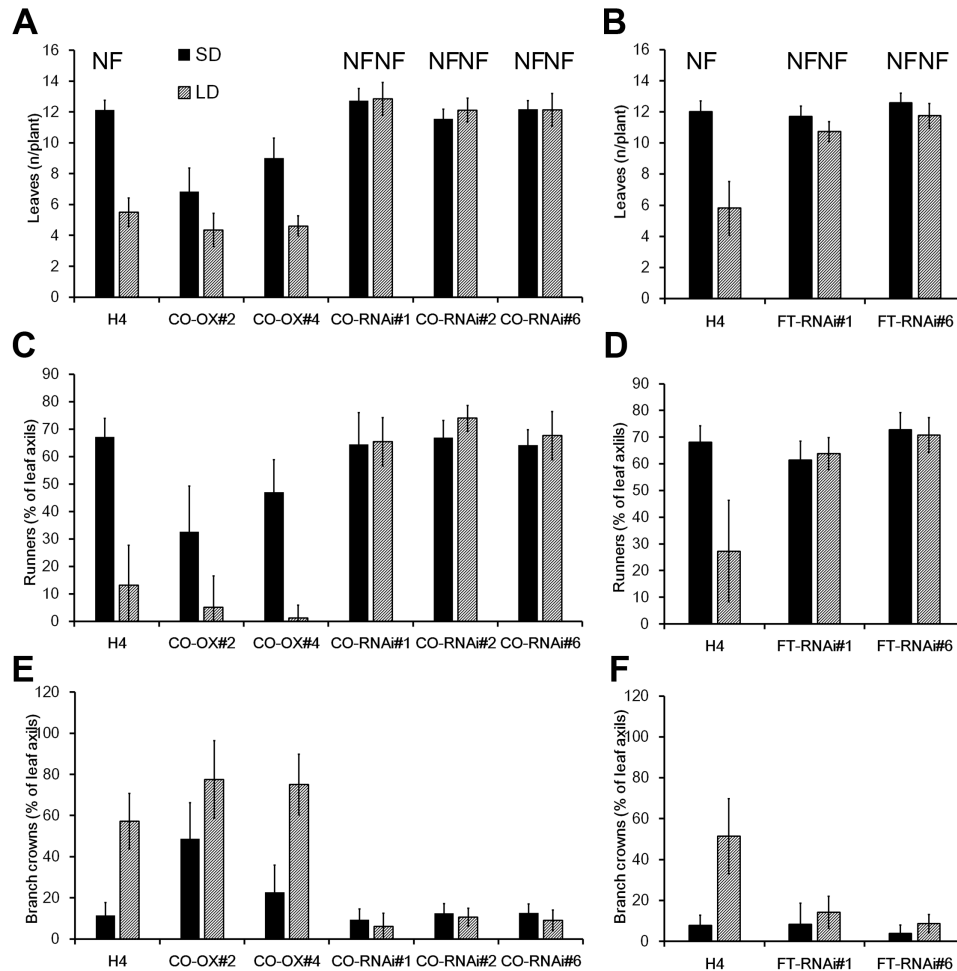 A
B
NF
SD
LD
NFNF NFNF NFNF
NF NFNF NFNF
Leaves (n/plant)
16
14
12
10
8
6
4
2
0
H4 CO-OX#2 CO-OX#4 CO-RNAi#1 CO-RNAi#2 CO-RNAi#6
Leaves (n/plant)
16
14
12
10
8
6
4
2
0
H4 FT-RNAi#1 FT-RNAi#6
C
Runners (% of leaf axilils)
90
80
70
60
50
40
30
20
10
0
H4 CO-OX#2 CO-OX#4 CO-RNAi#1 CO-RNAi#2 CO-RNAi#6
D
Runners (% of leaf axilils)
90
80
70
60
50
40
30
20
10
0
H4 FT-RNAi#1 FT-RNAi#6
E
Branch crowns (% of leaf axils)
120
100
80
60
40
20
0
H4 CO-OX#2 CO-OX#4 CO-RNAi#1 CO-RNAi#2 CO-RNAi#6
F
Branch crowns (% of leaf axils)
120
100
80
60
40
20
0
H4 FT-RNAi#1 FT-RNAi#6